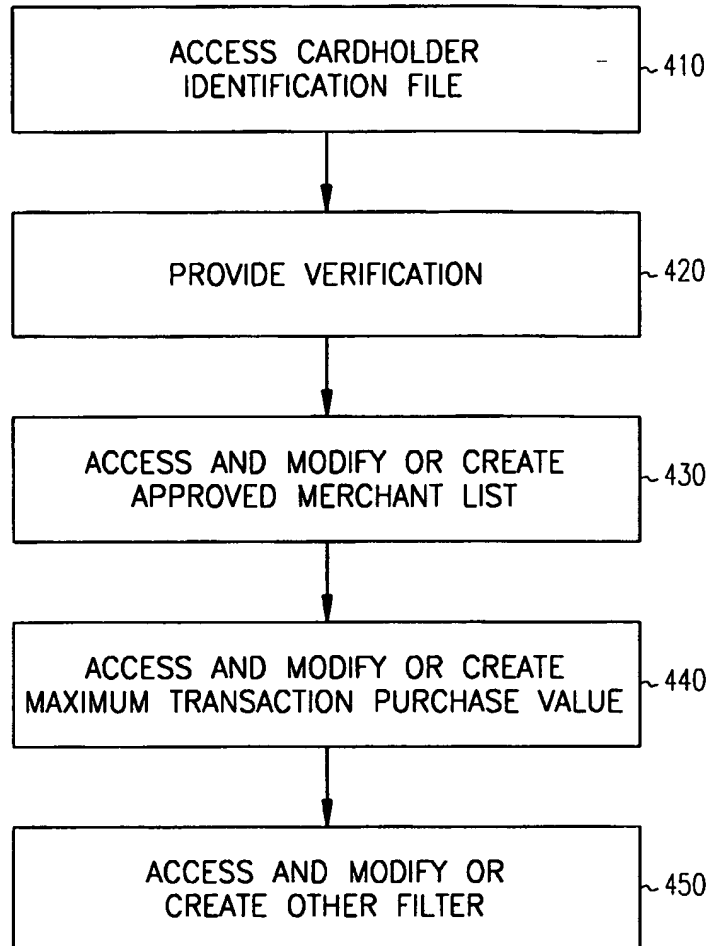 ACCESS CARDHOLDER
IDENTIFICATION FILE
410
PROVIDE VERIFICATION
420
ACCESS AND MODIFY OR CREATE
APPROVED MERCHANT LIST
430
ACCESS AND MODIFY OR CREATE
MAXIMUM TRANSACTION PURCHASE VALUE
440
ACCESS AND MODIFY OR
CREATE OTHER FILTER
450